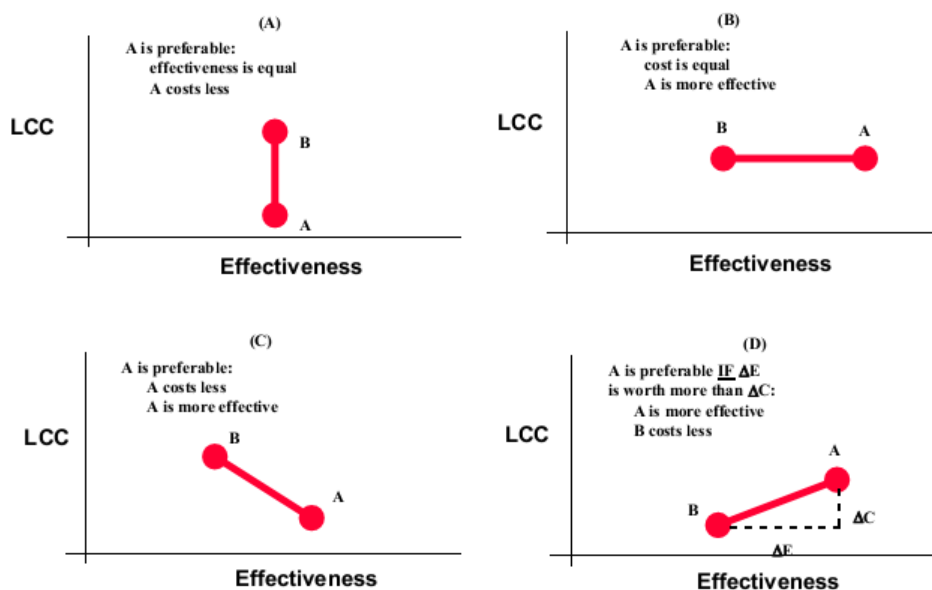 (A)
A is preferable:
effectiveness is equal
A costs less
LCC
B
A
Effectiveness
(B)
A is preferable:
cost is equal
A is more effective
LCC
B
A
Effectiveness
(C)
A is preferable:
A costs less
A is more effective
LCC
B
A
Effectiveness
(D)
A is preferable IF ΔE
is worth more than ΔC:
A is more effective
B costs less
LCC
A
B
ΔC
ΔE
Effectiveness